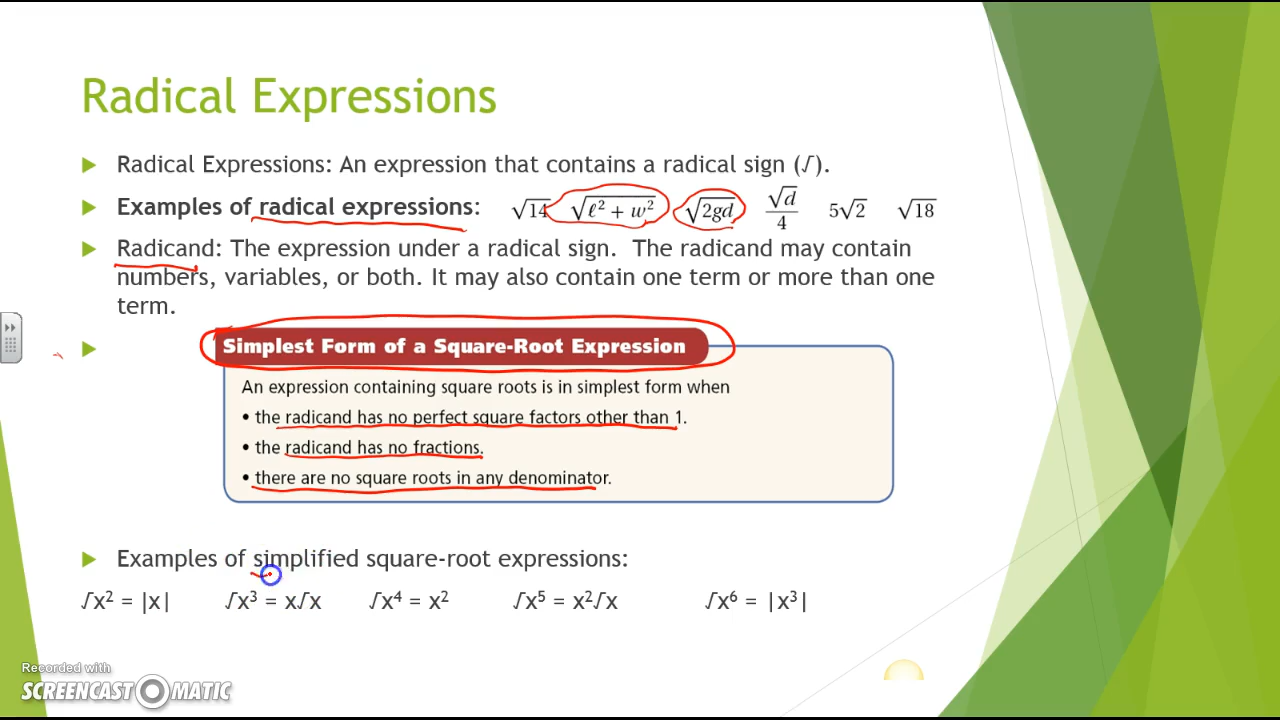 Radical Expressions
Radical Expressions: An expression that contains a radical sign (√).
Examples of radical expressions: √14 √ℓ² + w² √2gd √d/4 5√2 √18
Radicand: The expression under a radical sign. The radicand may contain
numbers, variables, or both. It may also contain one term or more than one
term.
Simplest Form of a Square-Root Expression
An expression containing square roots is in simplest form when
• the radicand has no perfect square factors other than 1.
• the radicand has no fractions.
• there are no square roots in any denominator.
Examples of simplified square-root expressions:
√x² = |x| √x³ = x√x √x⁴ = x² √x⁵ = x²√x √x⁶ = |x³|
Recorded with
SCREENCAST-O-MATIC